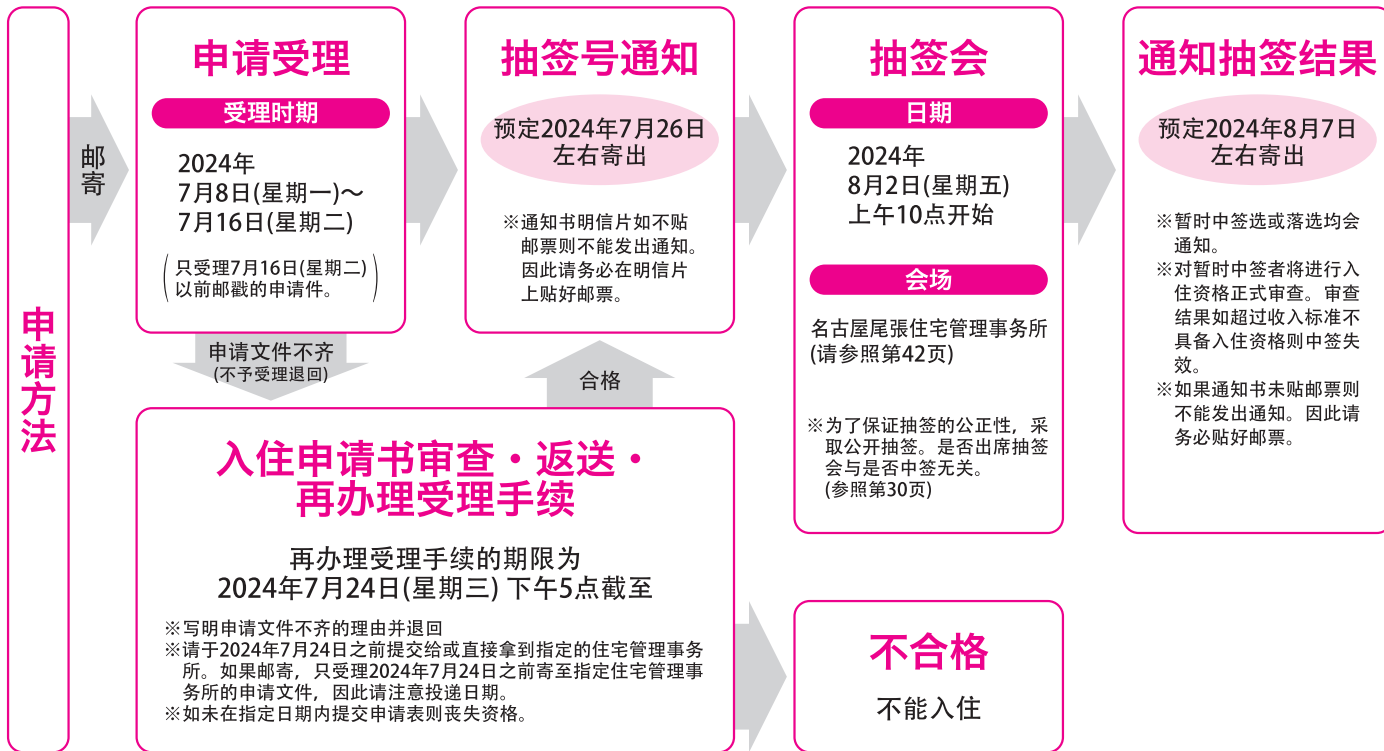 申请方法
邮寄
申请受理
受理时期
2024年
7月8日(星期一)～
7月16日(星期二)
(只受理7月16日(星期二)
以前邮戳的申请件。)
申请文件不齐
(不予受理退回)
抽签号通知
预定2024年7月26日
左右寄出
※通知书明信片如不贴
邮票则不能发出通知。
因此请务必在明信片
上贴好邮票。
合格
抽签会
日期
2024年
8月2日(星期五)
上午10点开始
会场
名古屋尾張住宅管理事务所
(请参照第42页)
※为了保证抽签的公正性，采
取公开抽签。是否出席抽签
会与是否中签无关。
(参照第30页)
通知抽签结果
预定2024年8月7日
左右寄出
※暂时中签选或落选均会
通知。
※对暂时中签者将进行入
住资格正式审查。审查
结果如超过收入标准不
具备入住资格则中签失
效。
※如果通知书未贴邮票则
不能发出通知。因此请
务必贴好邮票。
入住申请书审查・返送・
再办理受理手续
再办理受理手续的期限为
2024年7月24日(星期三) 下午5点截至
※写明申请文件不齐的理由并退回
※请于2024年7月24日之前提交给或直接拿到指定的住宅管理事务
所。如果邮寄，只受理2024年7月24日之前寄至指定住宅管理事
务所的申请文件，因此请注意投递日期。
※如未在指定日期内提交申请表则丧失资格。
不合格
不能入住